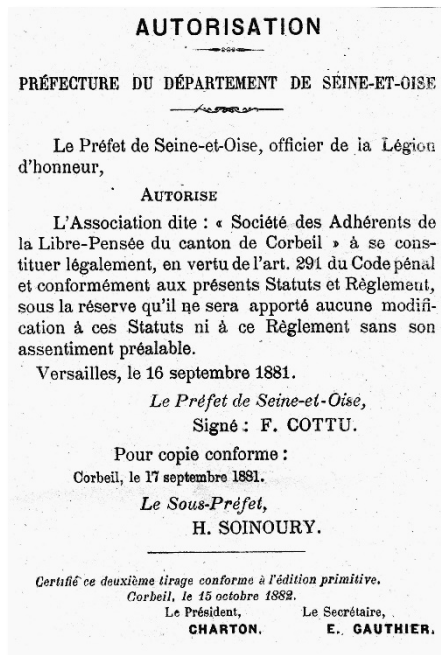 AUTORISATION
PRÉFECTURE DU DÉPARTEMENT DE SEINE-ET-OISE
Le Préfet de Seine-et-Oise, officier de la Légion
d'honneur,
AUTORISE
L'Association dite : « Société des Adhérents de
la Libre-Pensée du canton de Corbeil » à se cons-
tituer légalement, en vertu de l'art. 291 du Code pénal
et conformément aux présents Statuts et Règlement,
sous la réserve qu'il ne sera apporté aucune modifi-
cation à ces Statuts ni à ce Règlement sans son
assentiment préalable.
Versailles, le 16 septembre 1881.
Le Préfet de Seine-et-Oise,
Signé : F. COTTU.
Pour copie conforme :
Corbeil, le 17 septembre 1881.
Le Sous-Préfet,
H. SOINOURY.
Certifié ce deuxième tirage conforme à l'édition primitive.
Corbeil, le 15 octobre 1882.
Le Président, Le Secrétaire,
CHARTON. E. GAUTHIER.